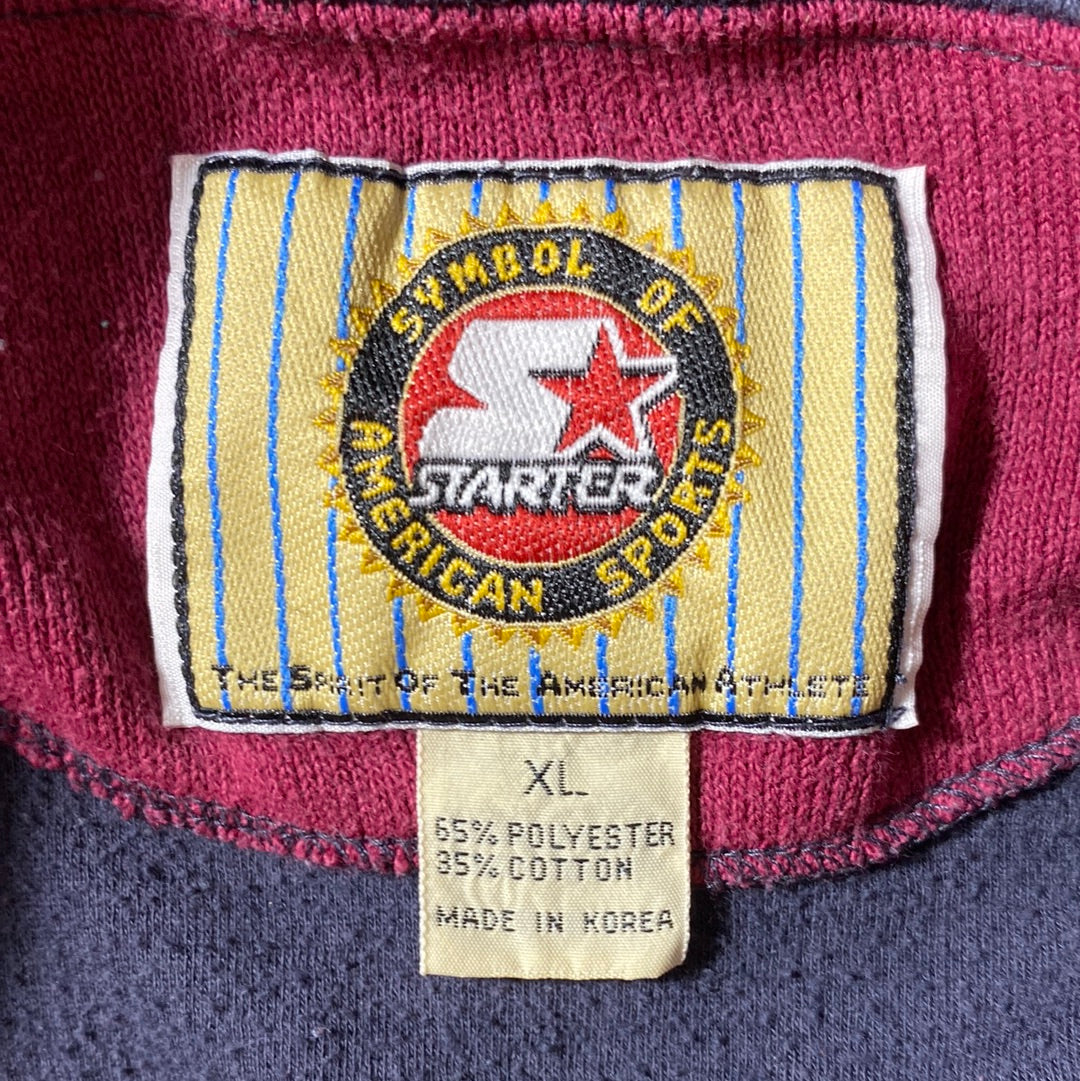 SYMBOL OF
AMERICAN SPORTS
STARTER
THE SPIRIT OF THE AMERICAN ATHLETE
XL
65% POLYESTER
35% COTTON
MADE IN KOREA